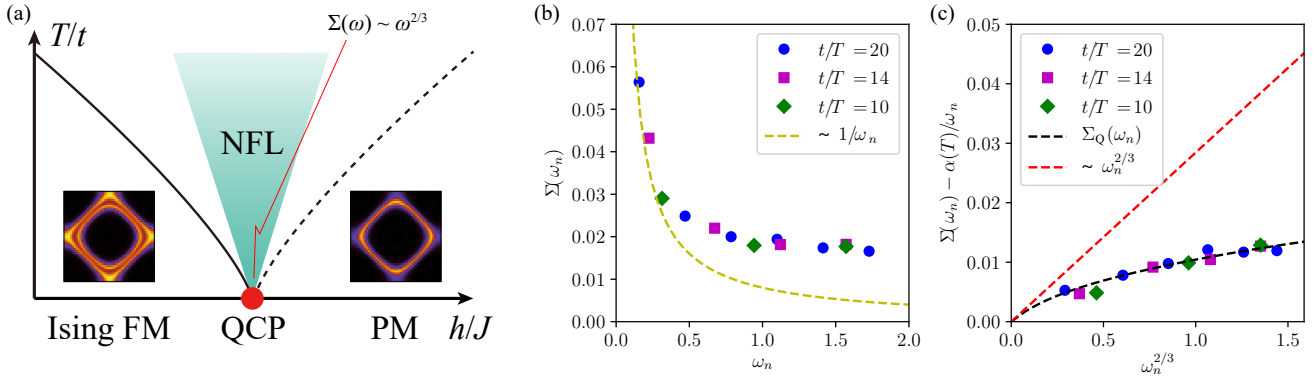 (a)
T/t
Σ(ω) ~ ω^{2/3}
NFL
Ising FM
QCP
PM
h/J
(b)
0.07
0.06
0.05
0.04
0.03
0.02
0.01
0.00
Σ(ω_n)
t/T = 20
t/T = 14
t/T = 10
~ 1/ω_n
0.0
0.5
1.0
1.5
2.0
ω_n
(c)
0.05
0.04
0.03
0.02
0.01
0.00
Σ(ω_n) − α(T)/ω_n
t/T = 20
t/T = 14
t/T = 10
Σ_Q(ω_n)
~ ω_n^{2/3}
0.0
0.5
1.0
1.5
ω_n^{2/3}